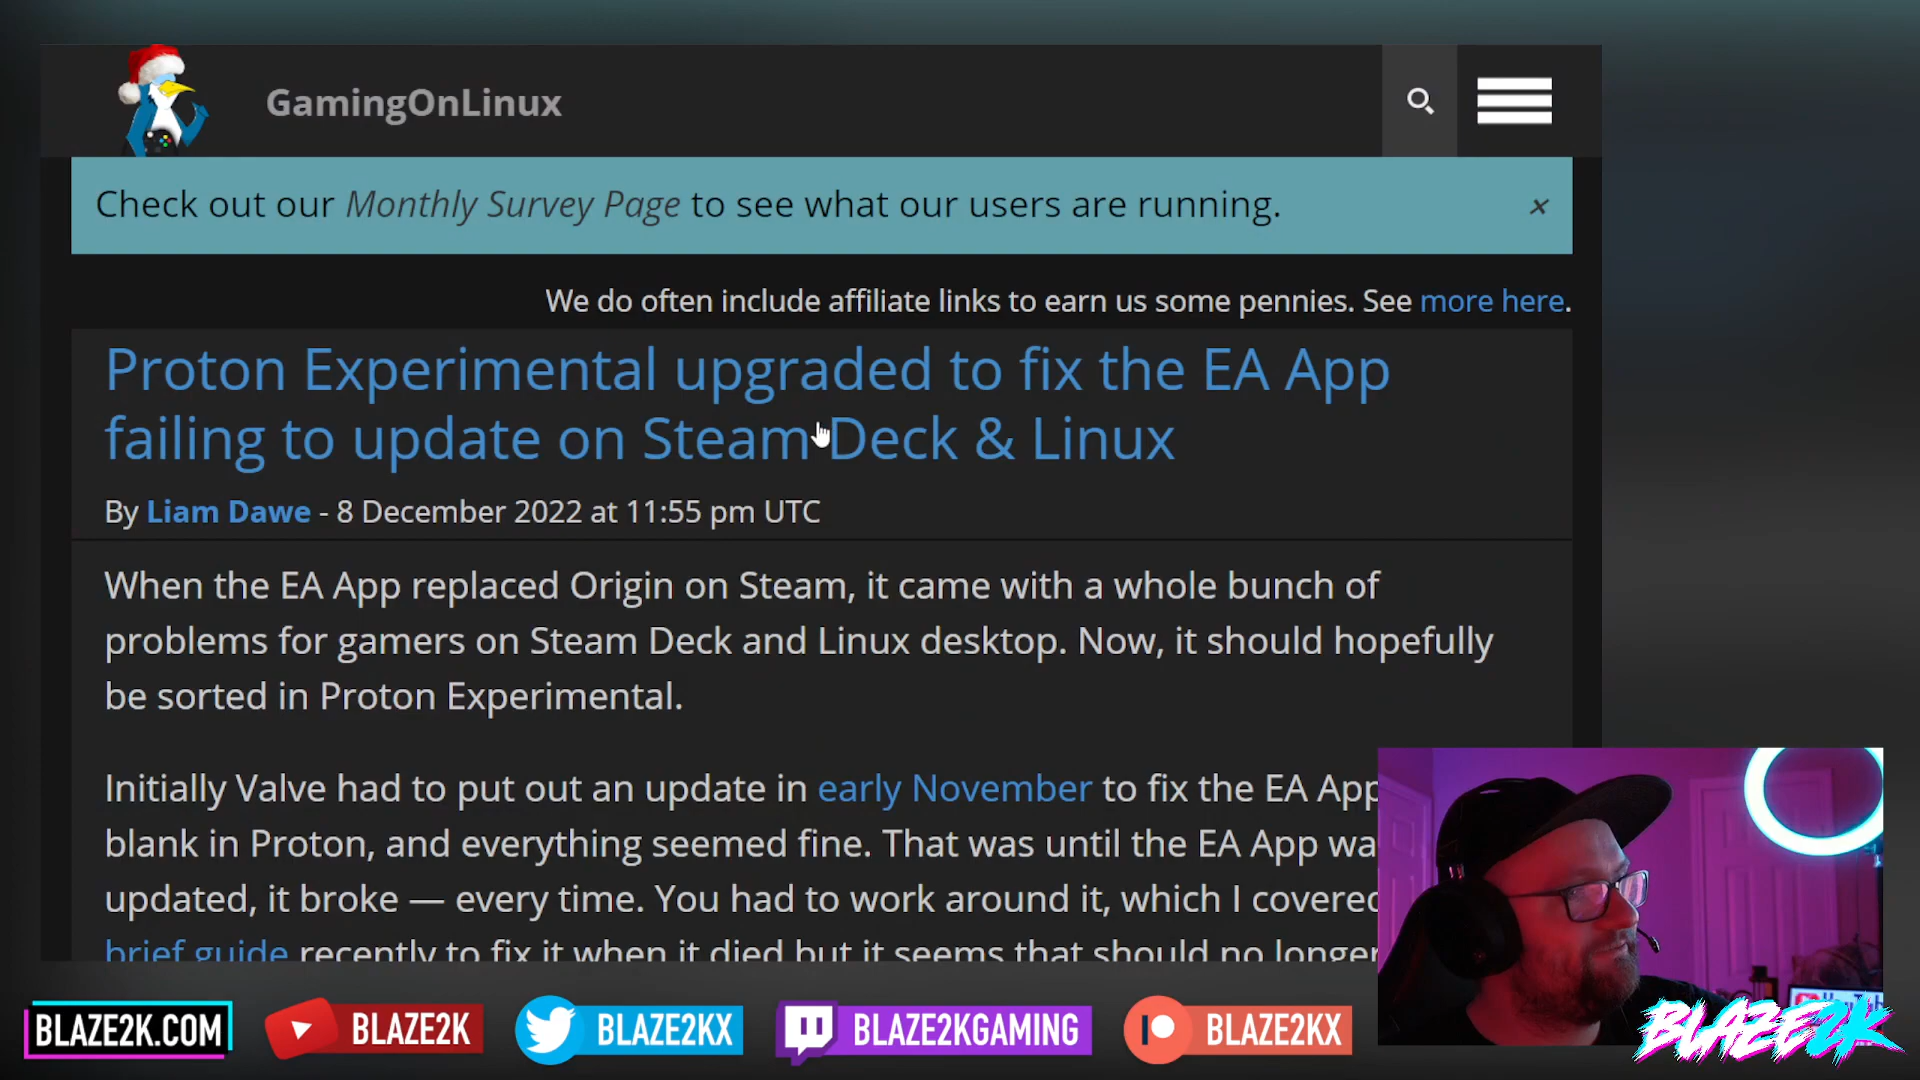 GamingOnLinux
Check out our Monthly Survey Page to see what our users are running.
×
We do often include affiliate links to earn us some pennies. See more here.
Proton Experimental upgraded to fix the EA App
failing to update on Steam Deck & Linux
By Liam Dawe - 8 December 2022 at 11:55 pm UTC
When the EA App replaced Origin on Steam, it came with a whole bunch of
problems for gamers on Steam Deck and Linux desktop. Now, it should hopefully
be sorted in Proton Experimental.
Initially Valve had to put out an update in early November to fix the EA App
blank in Proton, and everything seemed fine. That was until the EA App wa
updated, it broke — every time. You had to work around it, which I covered
brief guide recently to fix it when it died but it seems that should no longer
BLAZE2K.COM
BLAZE2K
BLAZE2KX
BLAZE2KGAMING
BLAZE2KX
BLAZE2K